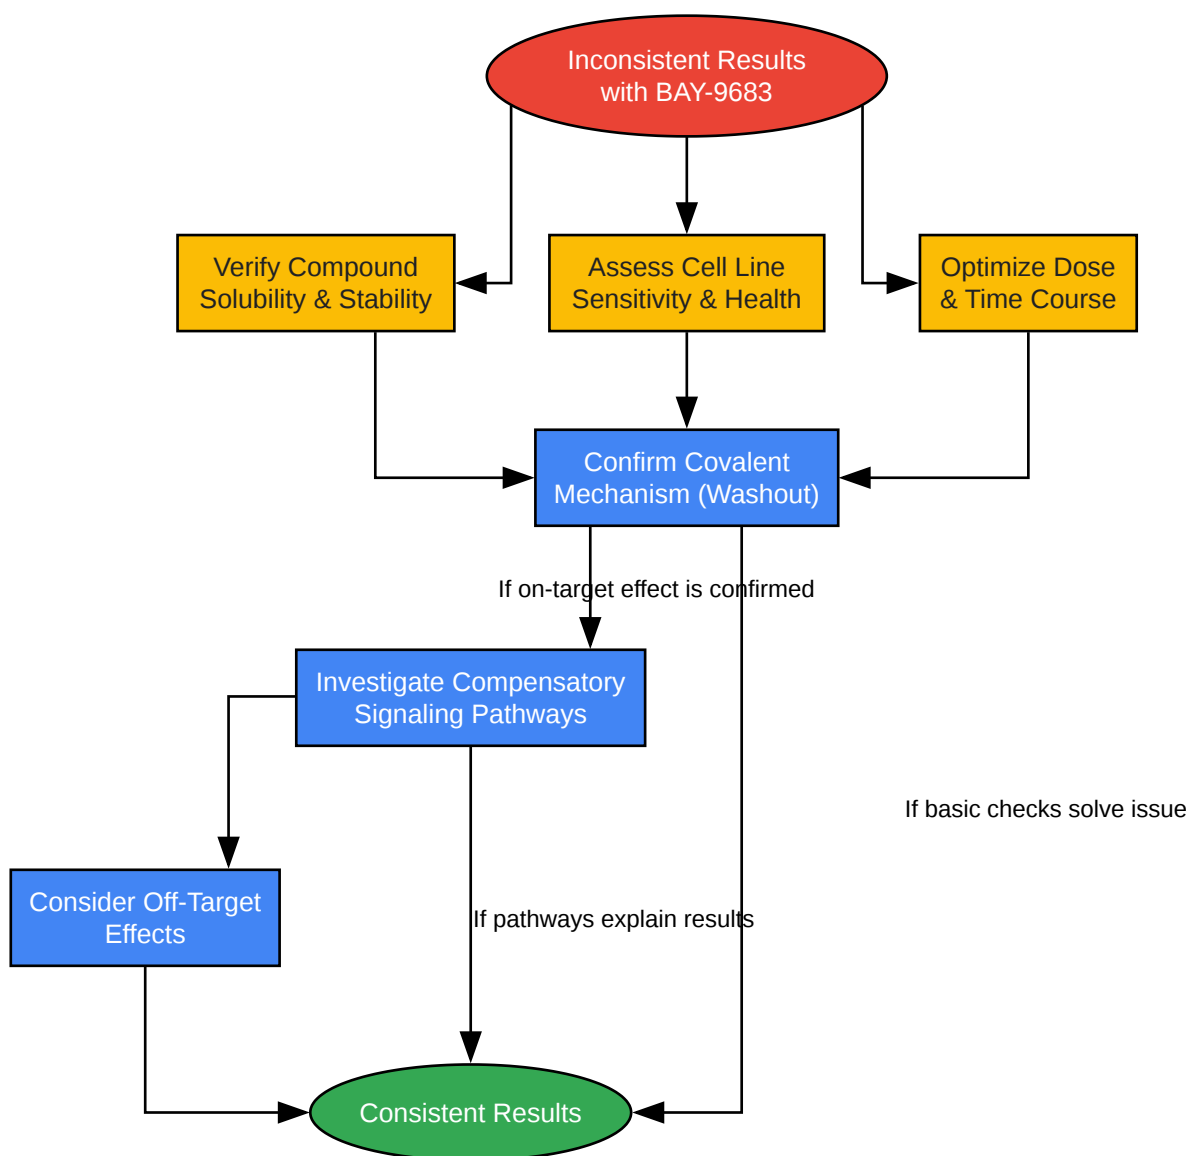 Inconsistent Results
with BAY-9683
Verify Compound
Solubility & Stability
Assess Cell Line
Sensitivity & Health
Optimize Dose
& Time Course
Confirm Covalent
Mechanism (Washout)
If on-target effect is confirmed
Investigate Compensatory
Signaling Pathways
If basic checks solve issue
Consider Off-Target
Effects
If pathways explain results
Consistent Results